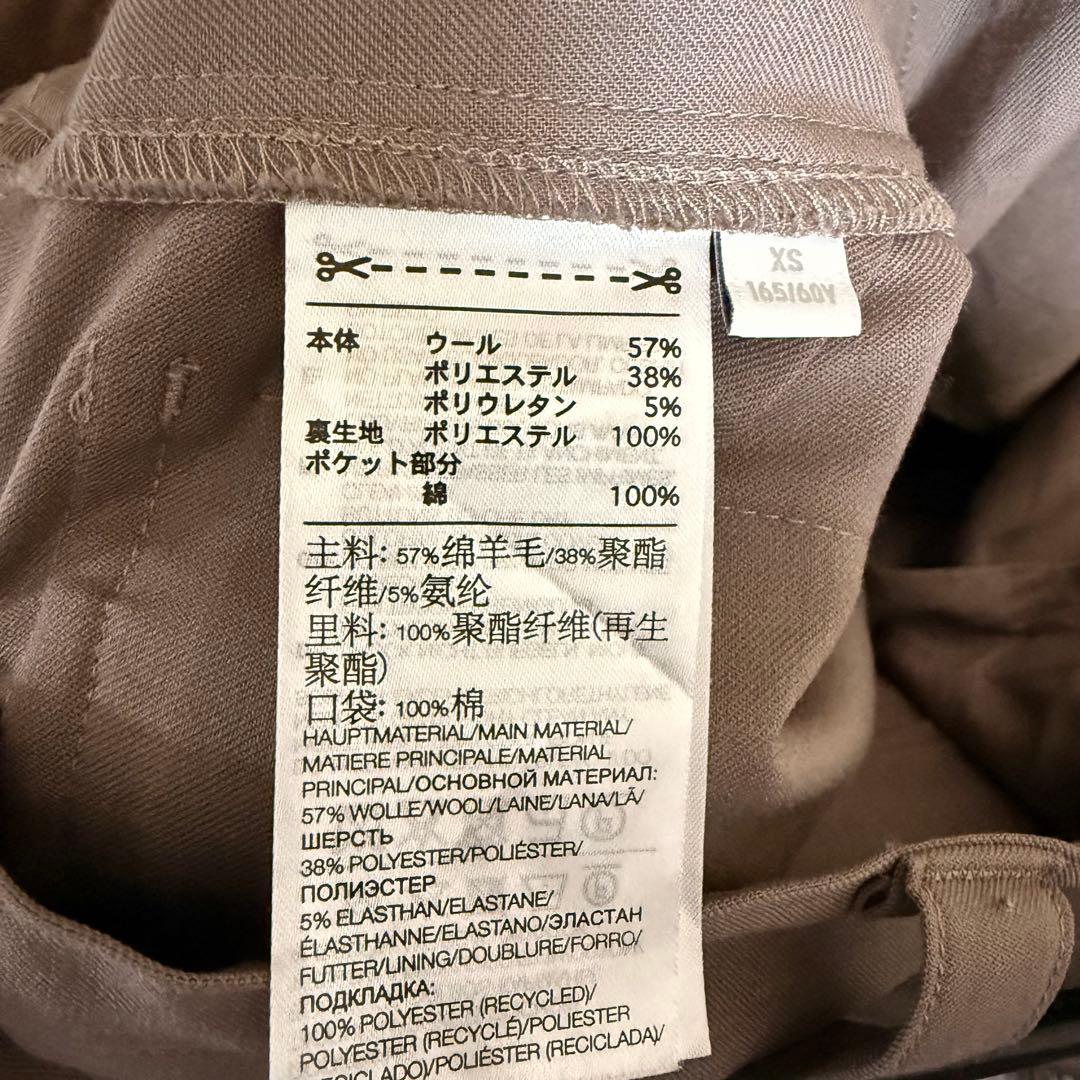 XS
165/60Y
本体 ウール 57%
ポリエステル 38%
ポリウレタン 5%
裏生地 ポリエステル 100%
ポケット部分
綿 100%
主料: 57%绵羊毛/38%聚酯
纤维/5%氨纶
里料: 100%聚酯纤维(再生
聚酯)
口袋: 100%棉
HAUPTMATERIAL/MAIN MATERIAL/
MATIERE PRINCIPALE/MATERIAL
PRINCIPAL/ОСНОВНОЙ МАТЕРИАЛ:
57% WOLLE/WOOL/LAINE/LANA/LÃ/
ШЕРСТЬ
38% POLYESTER/POLIÉSTER/
ПОЛИЭСТЕР
5% ELASTHAN/ELASTANE/
ÉLASTHANNE/ELASTANO/ЭЛАСТАН
FUTTER/LINING/DOUBLURE/FORRO/
ПОДКЛАДКА:
100% POLYESTER (RECYCLED)/
POLYESTER (RECYCLÉ)/POLIESTER
(RECICLADO)/POLIÉSTER (RECICLADA)/